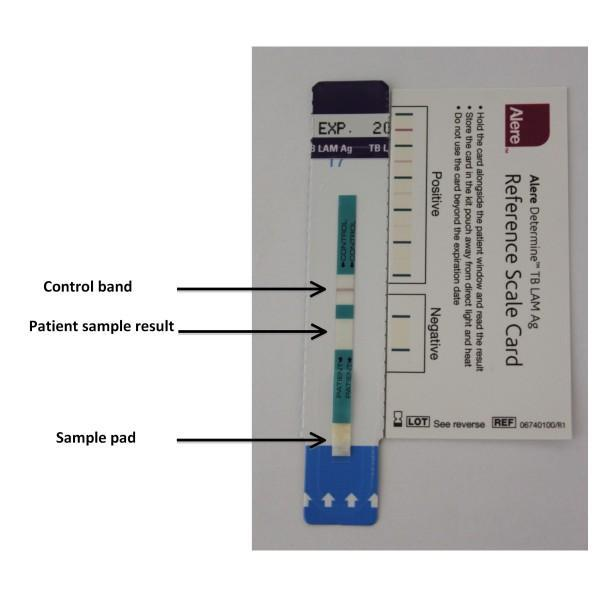 EXP. 20
B LAM Ag TB L
17
CONTROL
CONTROL
PATIENT
PATIENT
Control band
Patient sample result
Sample pad
Positive
Negative
Alere
Alere Determine™ TB LAM Ag
Reference Scale Card
• Hold the card alongside the patient window and read the result
• Store the card in the kit pouch away from direct light and heat
• Do not use the card beyond the expiration date
LOT See reverse REF 06740100/R1